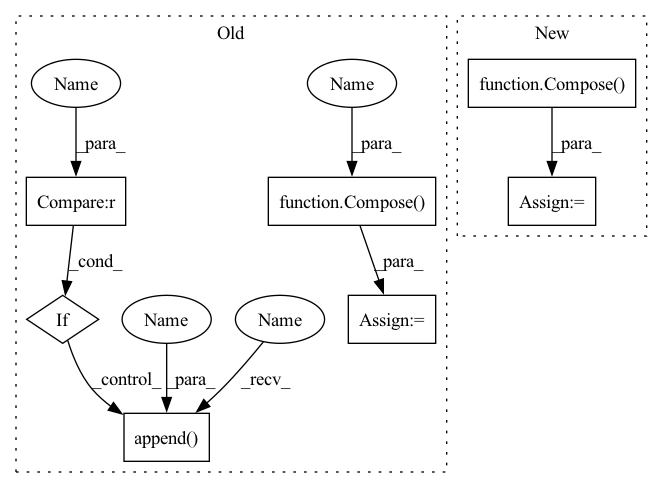 Old
New
Name
Name
function.Compose()
_para_
_para_
_para_
Compare:r
function.Compose()
Assign:=
_cond_
_para_
If
Name
Name
Assign:=
_control_
_para_
_recv_
append()